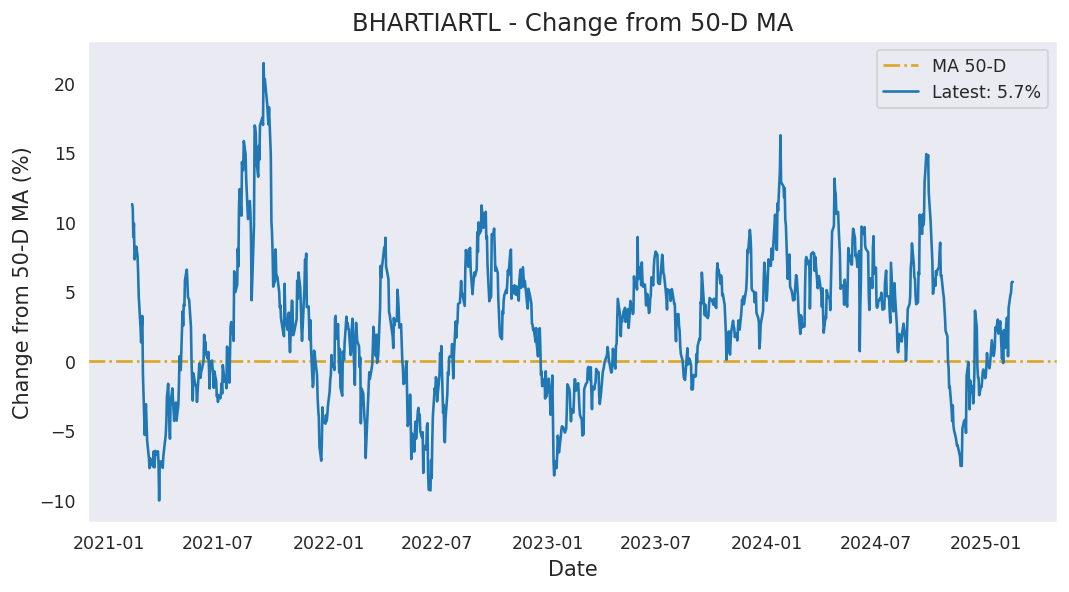 BHARTIARTL - Change from 50-D MA
MA 50-D
Latest: 5.7%
Change from 50-D MA (%)
20
15
10
5
0
−5
−10
2021-01 2021-07 2022-01 2022-07 2023-01 2023-07 2024-01 2024-07 2025-01
Date